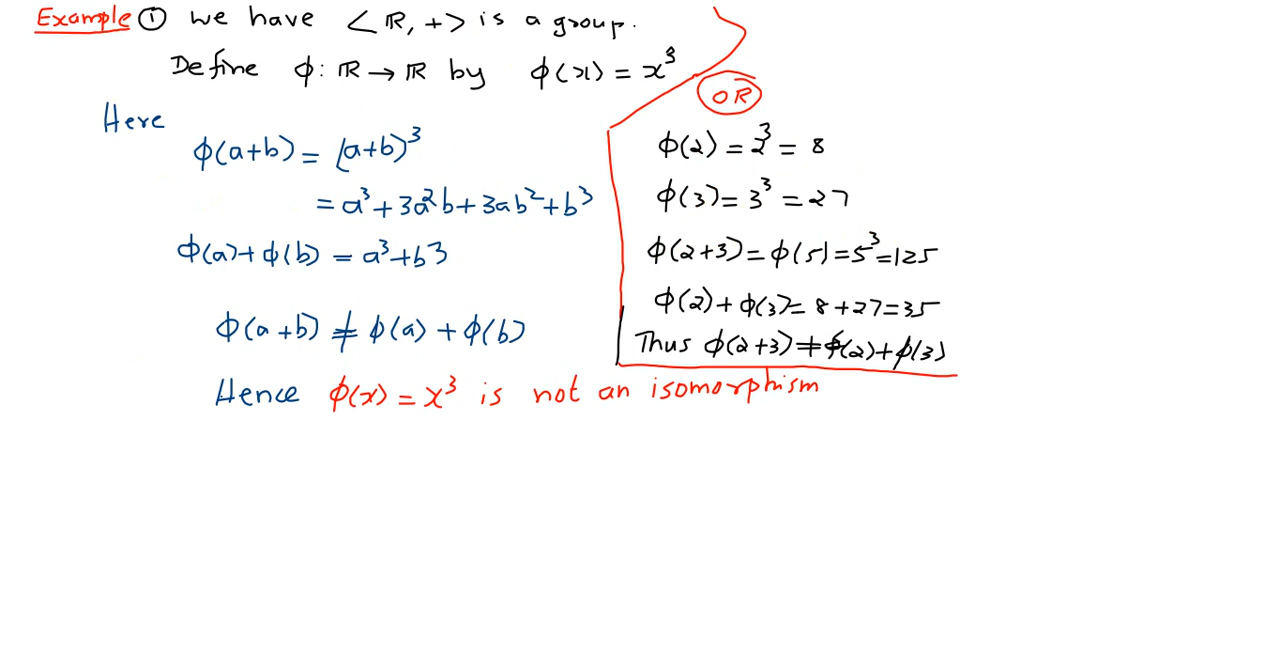 Example ① we have < ℝ, +> is a group.
Define ϕ: ℝ → ℝ by ϕ(x) = x³
Here
ϕ(a+b) = (a+b)³
= a³+3a²b+3ab²+b³
ϕ(a)+ϕ(b) = a³+b3
ϕ(a+b) ≠ ϕ(a) + ϕ(b)
OR
ϕ(2) = 2³ = 8
ϕ(3) = 3³ = 27
ϕ(2+3) = ϕ(5) = 5³ = 125
ϕ(2) + ϕ(3) = 8 + 27 = 35
Thus ϕ(2+3) ≠ ϕ(2) + ϕ(3)
Hence ϕ(x) = x³ is not an isomorphism